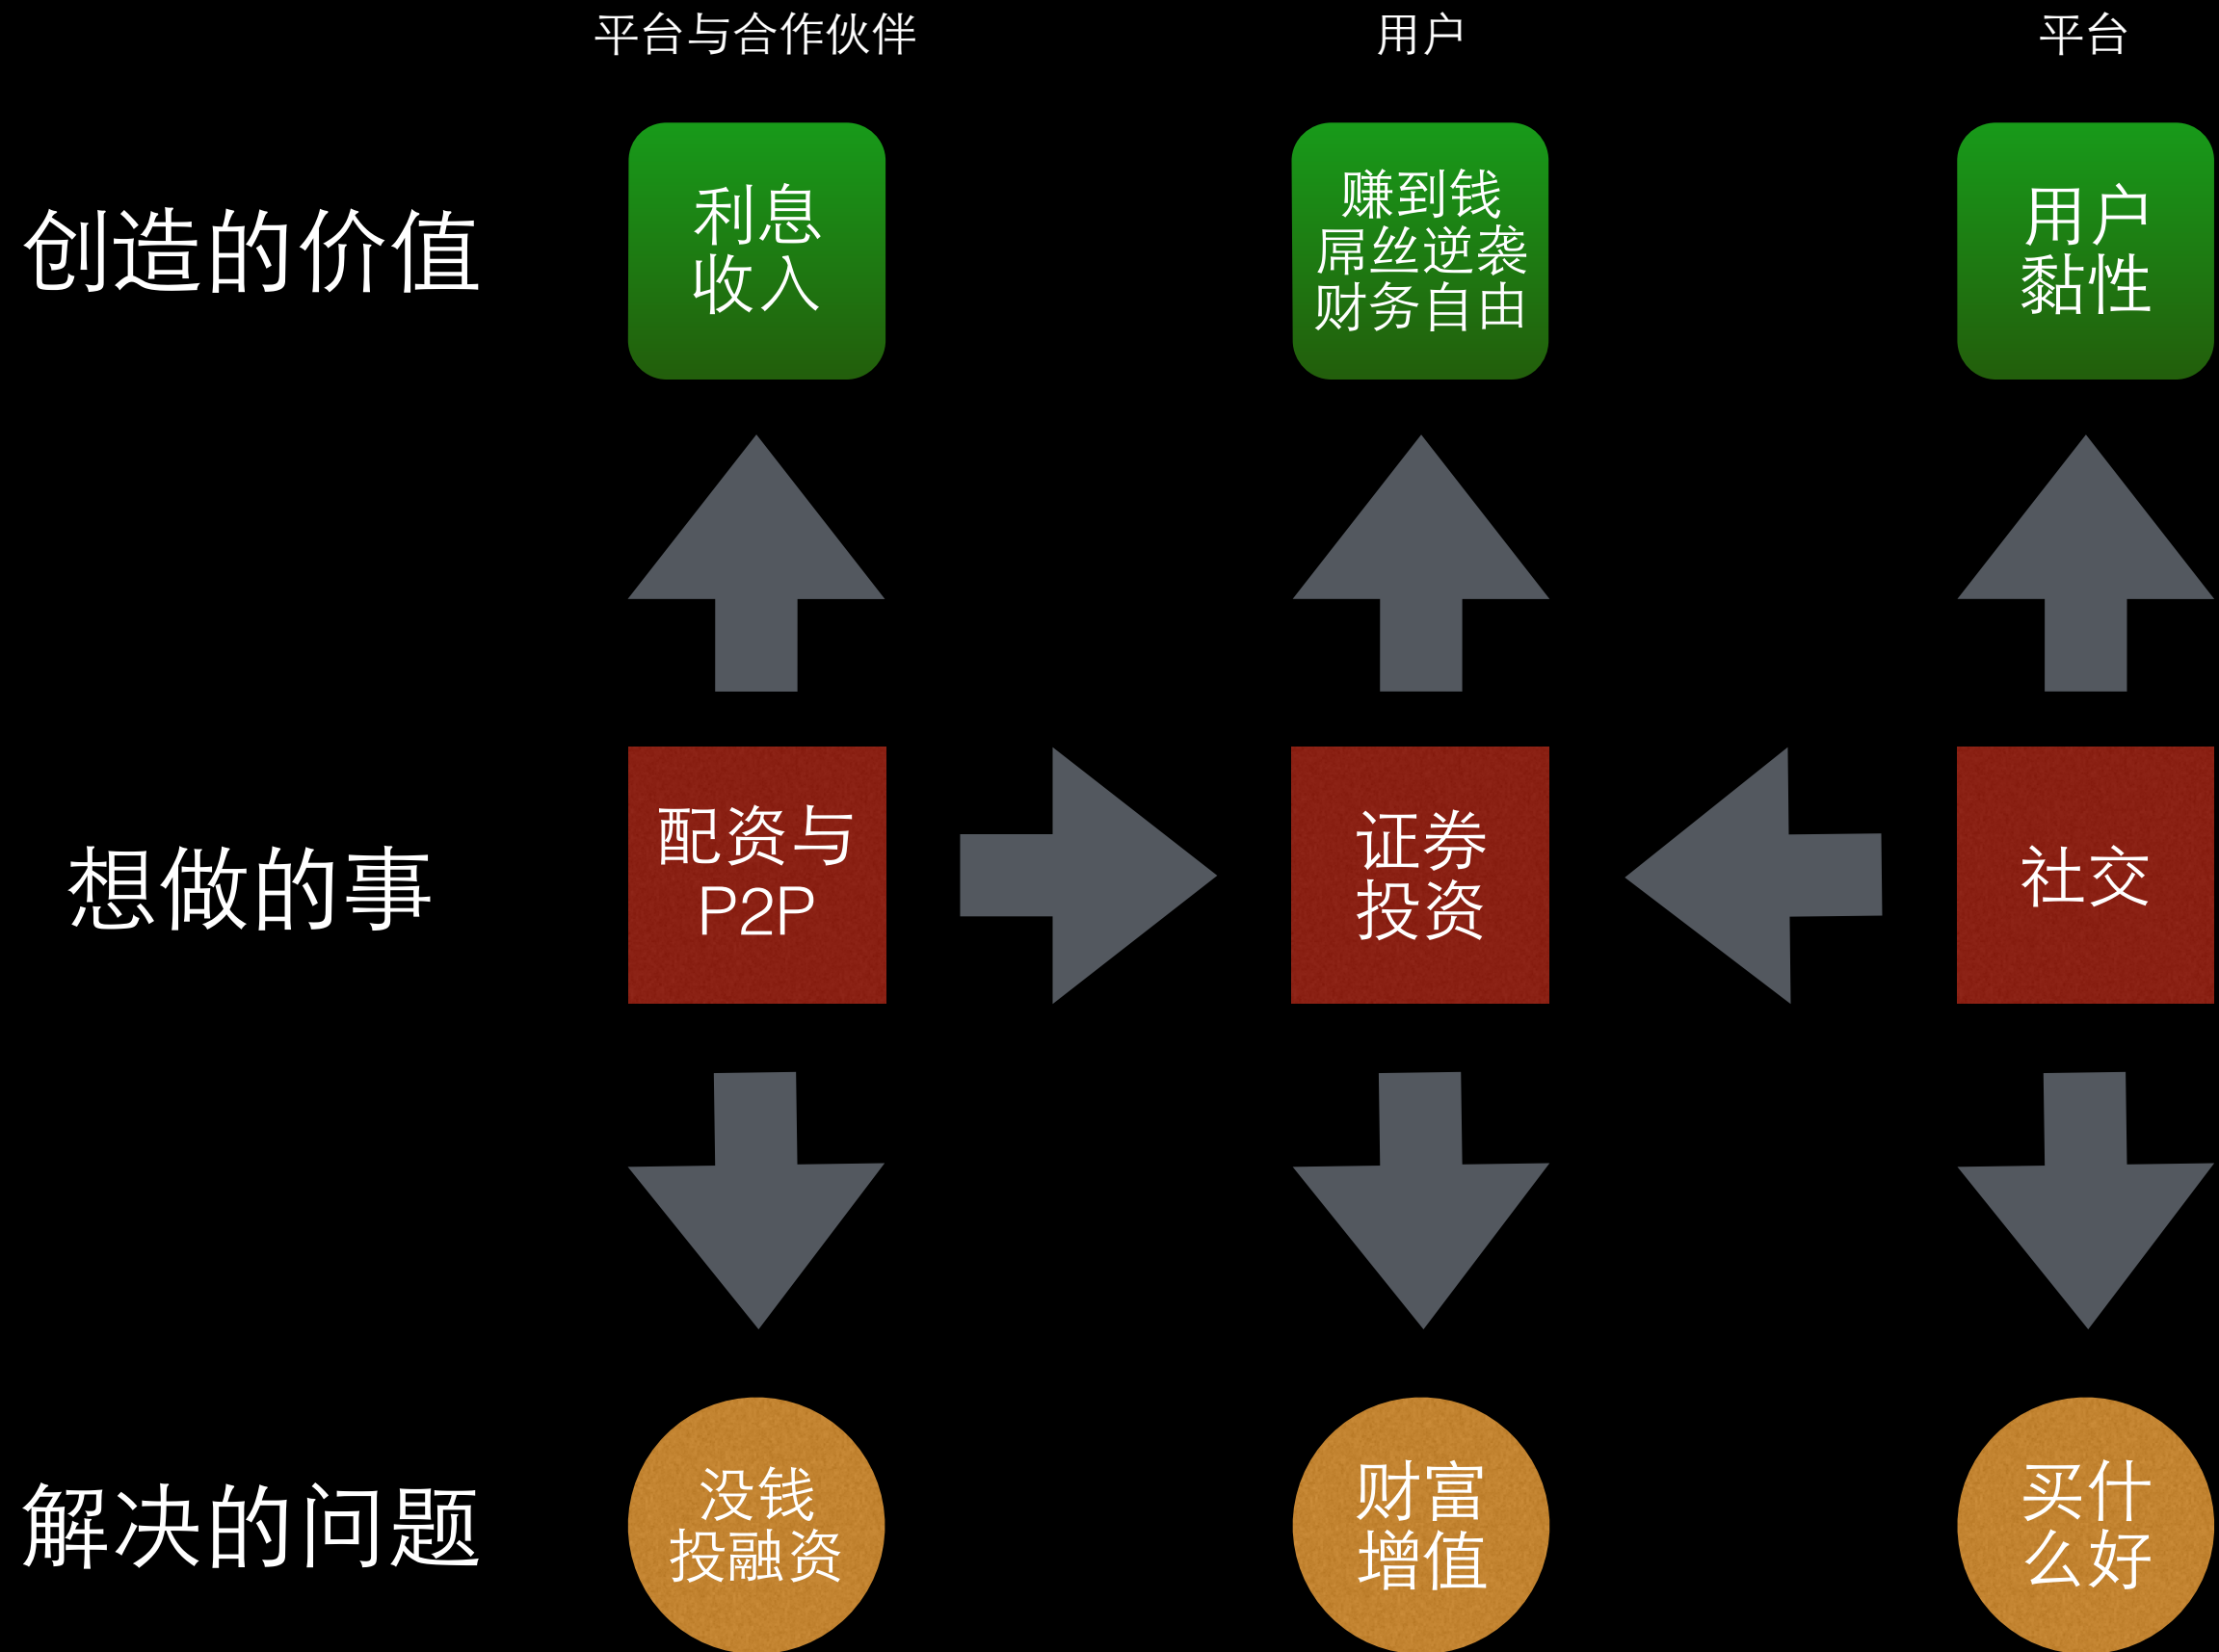 平台与合作伙伴
用户
平台
创造的价值
利息
收入
赚到钱
屌丝逆袭
财务自由
用户
黏性
想做的事
配资与
P2P
证券
投资
社交
解决的问题
没钱
投融资
财富
增值
买什
么好